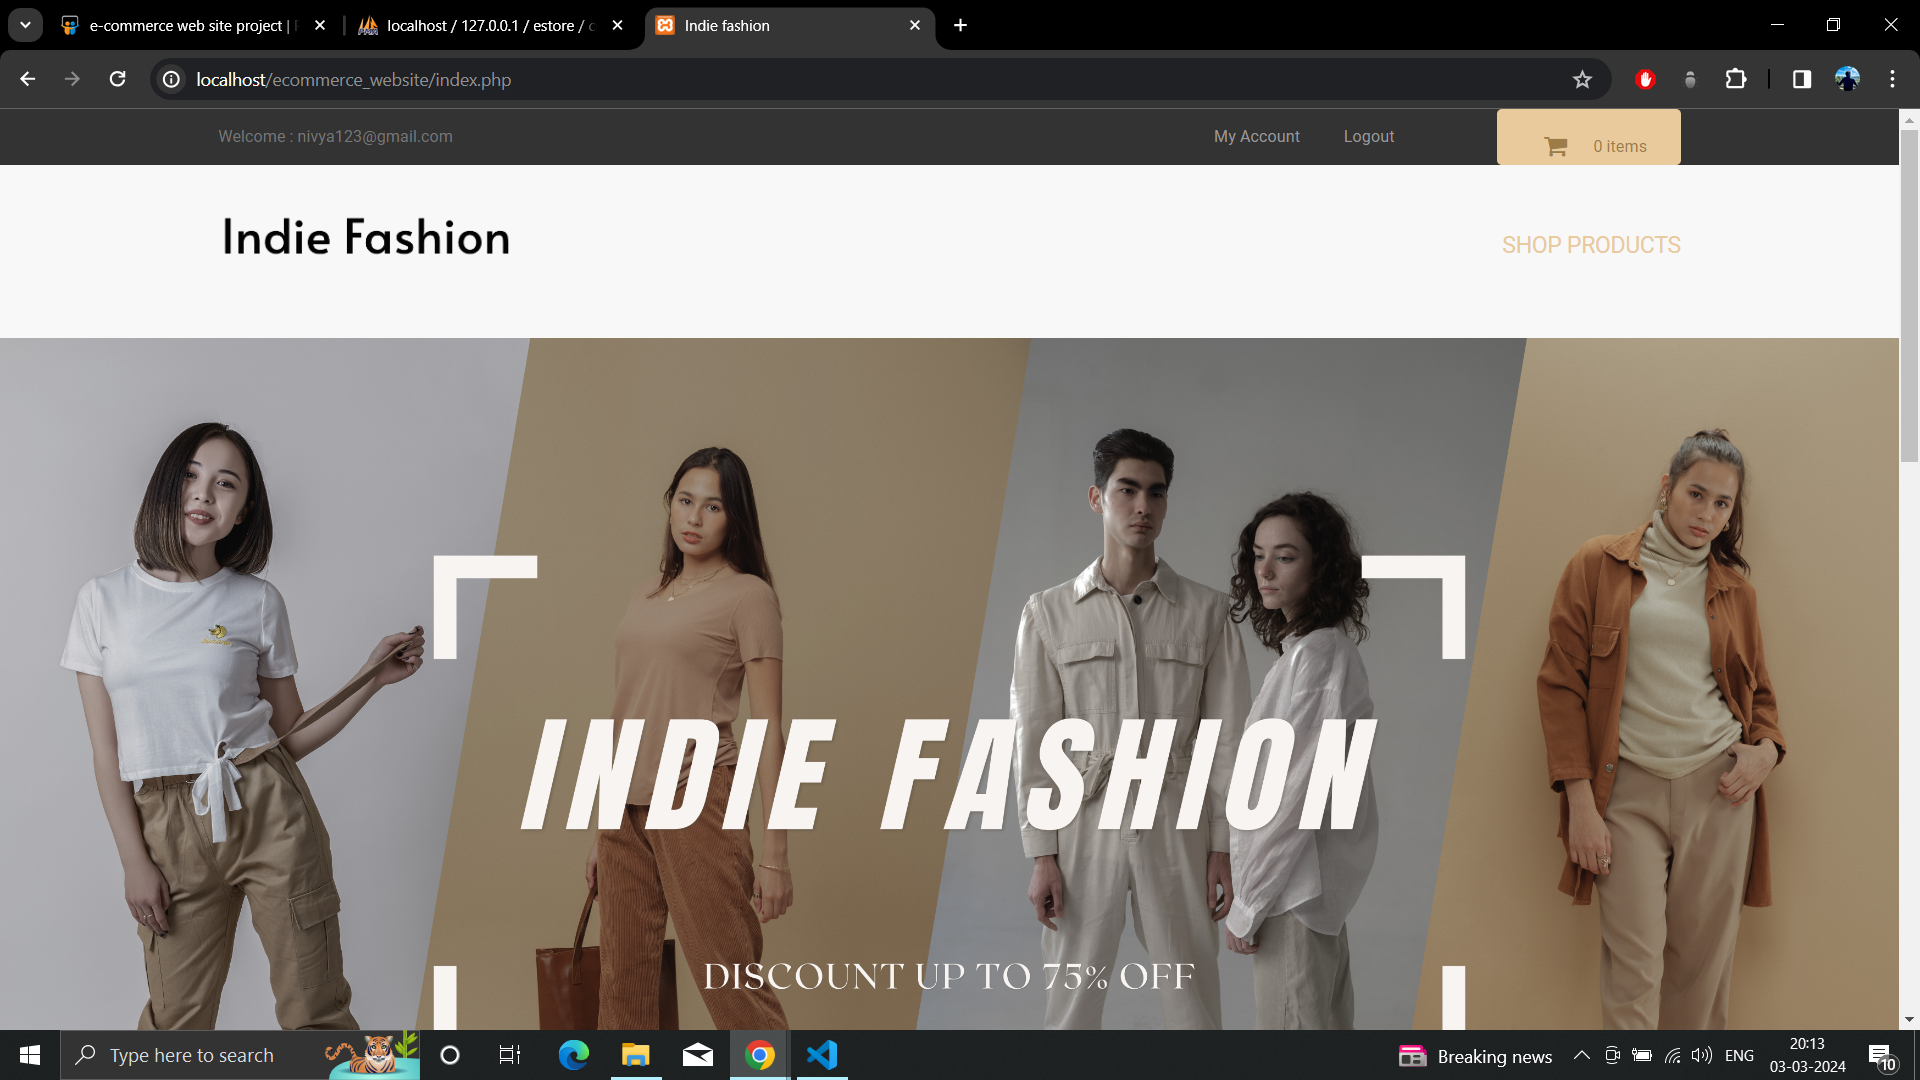 e-commerce web site project |
localhost / 127.0.0.1 / estore /
Indie fashion
localhost/ecommerce_website/index.php
Welcome : nivya123@gmail.com
My Account
Logout
0 items
Indie Fashion
SHOP PRODUCTS
INDIE FASHION
DISCOUNT UP TO 75% OFF
Type here to search
Breaking news
ENG
20:13
03-03-2024
10